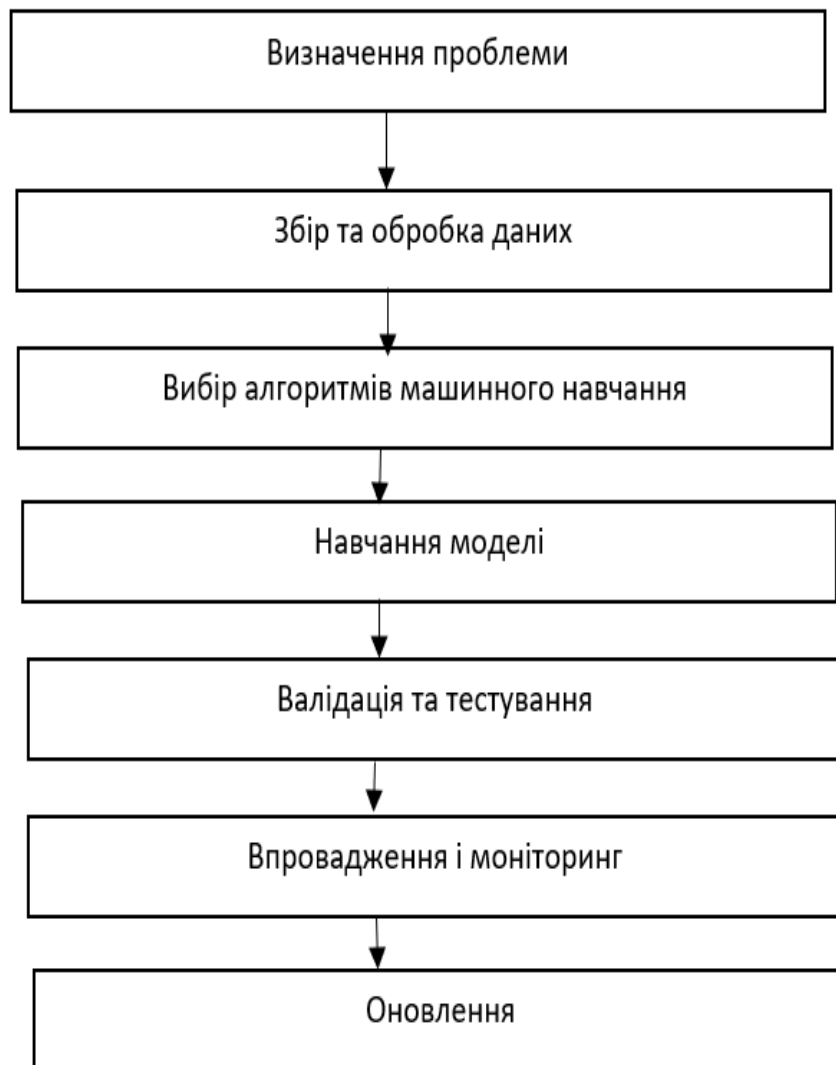 Визначення проблеми
Збір та обробка даних
Вибір алгоритмів машинного навчання
Навчання моделі
Валідація та тестування
Впровадження і моніторинг
Оновлення